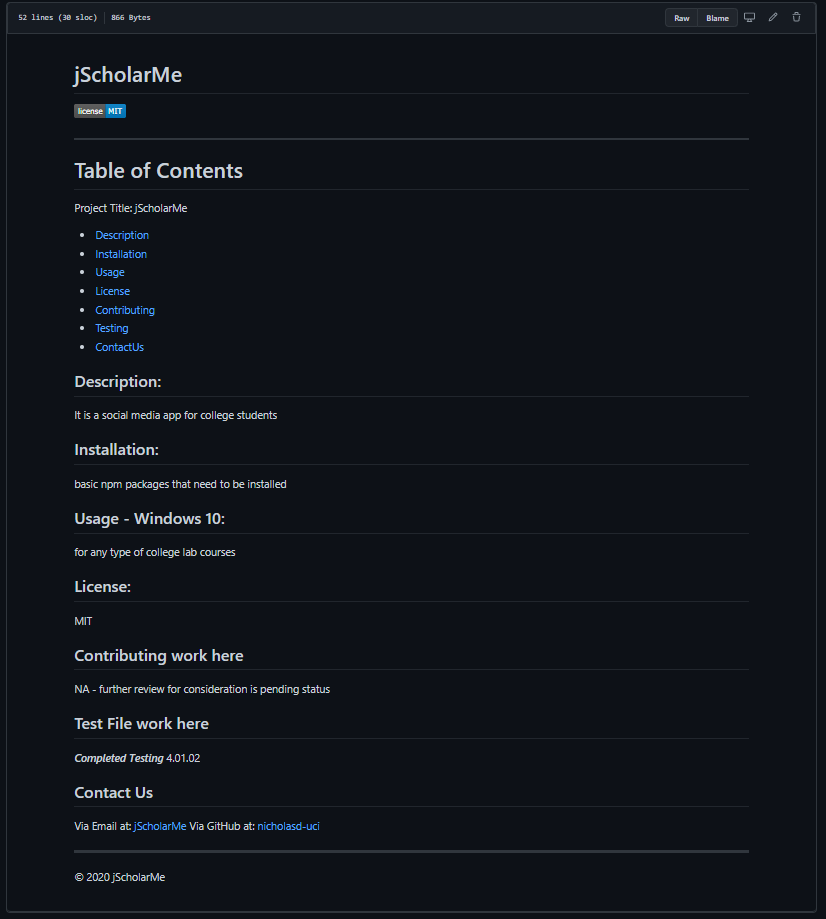 52 lines (30 sloc) 866 Bytes Raw Blame
jScholarMe
license MIT
Table of Contents
Project Title: jScholarMe
Description
Installation
Usage
License
Contributing
Testing
ContactUs
Description:
It is a social media app for college students
Installation:
basic npm packages that need to be installed
Usage - Windows 10:
for any type of college lab courses
License:
MIT
Contributing work here
NA - further review for consideration is pending status
Test File work here
Completed Testing 4.01.02
Contact Us
Via Email at: jScholarMe Via GitHub at: nicholasd-uci
© 2020 jScholarMe